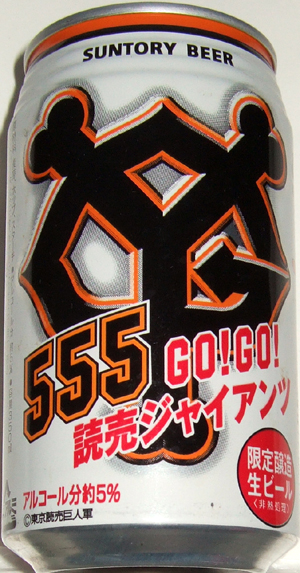 SUNTORY BEER
555 GO!GO!
読売ジャイアンツ
限定醸造
生ビール
〈非熱処理〉
アルコール分約5%
©東京読売巨人軍